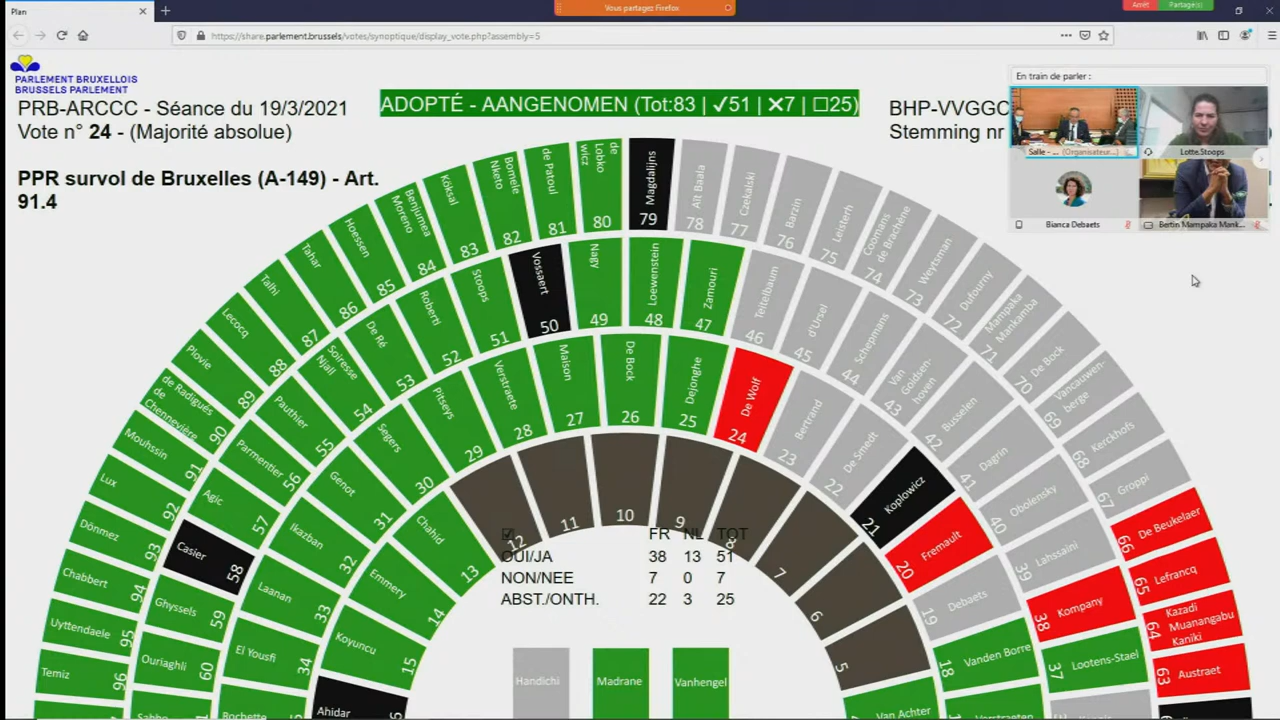 Plan
Vous partagez Firefox
Arrêt
Partagé(s)
https://share.parlement.brussels/votes/synoptique/display_vote.php?assembly=5
PARLEMENT BRUXELLOIS
BRUSSELS PARLEMENT
PRB-ARCCC - Séance du 19/3/2021
Vote n° 24 - (Majorité absolue)
ADOPTÉ - AANGENOMEN (Tot:83 | ✓51 | ✕7 | ☐25)
BHP-VVGGC
Stemming nr
PPR survol de Bruxelles (A-149) - Art.
91.4
En train de parler :
Salle - ... (Organisateur...
Lotte.Stoops
Bianca Debaets
Bertin Mampaka Mank...
Temiz 96
Uyttendaele 95
Chabbert 94
Dönmez 93
Lux 92
Mouhssin 91
de Radiguès de Chennevière 90
Plovie 89
Lecocq 88
Talhi 87
Tahar 86
Hoessen 85
Benjumea Moreno 84
Köksal 83
Bomele Nketo 82
de Patoul 81
de Lobkowicz 80
Magdalijns 79
Aït Baala 78
Czekalski 77
Barzin 76
Leisterh 75
Coomans de Brachène 74
Weytsman 73
Dufourny 72
Mampaka Mankamba 71
De Bock 70
Vancauwenberge 69
Kerckhofs 68
Groppi 67
De Beukelaer 66
Lefrancq 65
Kazadi Muanangabu Kaniki 64
Austraet 63
Ouriaghli 60
Ghyssels 59
Casier 58
Agic 57
Parmentier 56
Pauthier 55
Soiresse Njall 54
De Ré 53
Roberti 52
Stoops 51
Vossaert 50
Nagy 49
Loewenstein 48
Zamouri 47
Teitelbaum 46
d'Ursel 45
Schepmans 44
Van Goidsenhoven 43
Busselen 42
Dagrin 41
Obolensky 40
Lahssaini 39
Kompany 38
Lootens-Stael 37
Rochette
El Yousfi 34
Laanan 33
Ikazban 32
Genot 31
Segers 30
Pitseys 29
Verstraete 28
Maison 27
De Bock 26
Dejonghe 25
De Wolf 24
Bertrand 23
De Smedt 22
Koplowicz 21
Fremault 20
Debaets 19
Vanden Borre 18
Verstraeten
Ahidar
Koyuncu 15
Emmery 14
Chahid 13
12
11
10
9
8
7
6
5
Van Achter
☑ FR NL TOT
OUI/JA 38 13 51
NON/NEE 7 0 7
ABST./ONTH. 22 3 25
Handichi
Madrane
Vanhengel